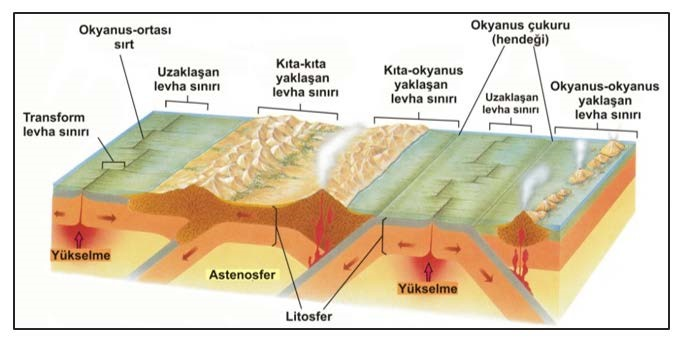 Okyanus-ortası
sırt
Uzaklaşan
levha sınırı
Kıta-kıta
yaklaşan
levha sınırı
Kıta-okyanus
yaklaşan
levha sınırı
Okyanus çukuru
(hendeği)
Uzaklaşan
levha sınırı
Okyanus-okyanus
yaklaşan
levha sınırı
Transform
levha sınırı
Yükselme
Astenosfer
Litosfer
Yükselme